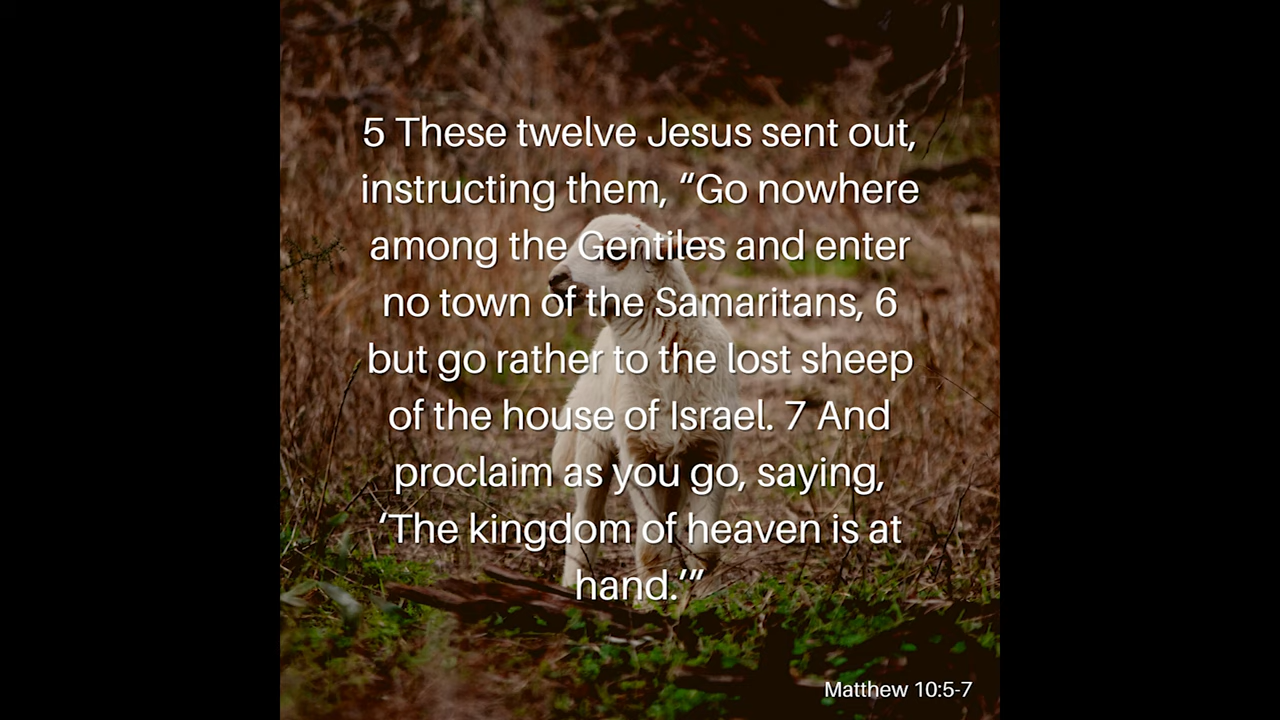 5 These twelve Jesus sent out,
instructing them, “Go nowhere
among the Gentiles and enter
no town of the Samaritans, 6
but go rather to the lost sheep
of the house of Israel. 7 And
proclaim as you go, saying,
‘The kingdom of heaven is at
hand.’”
Matthew 10:5-7